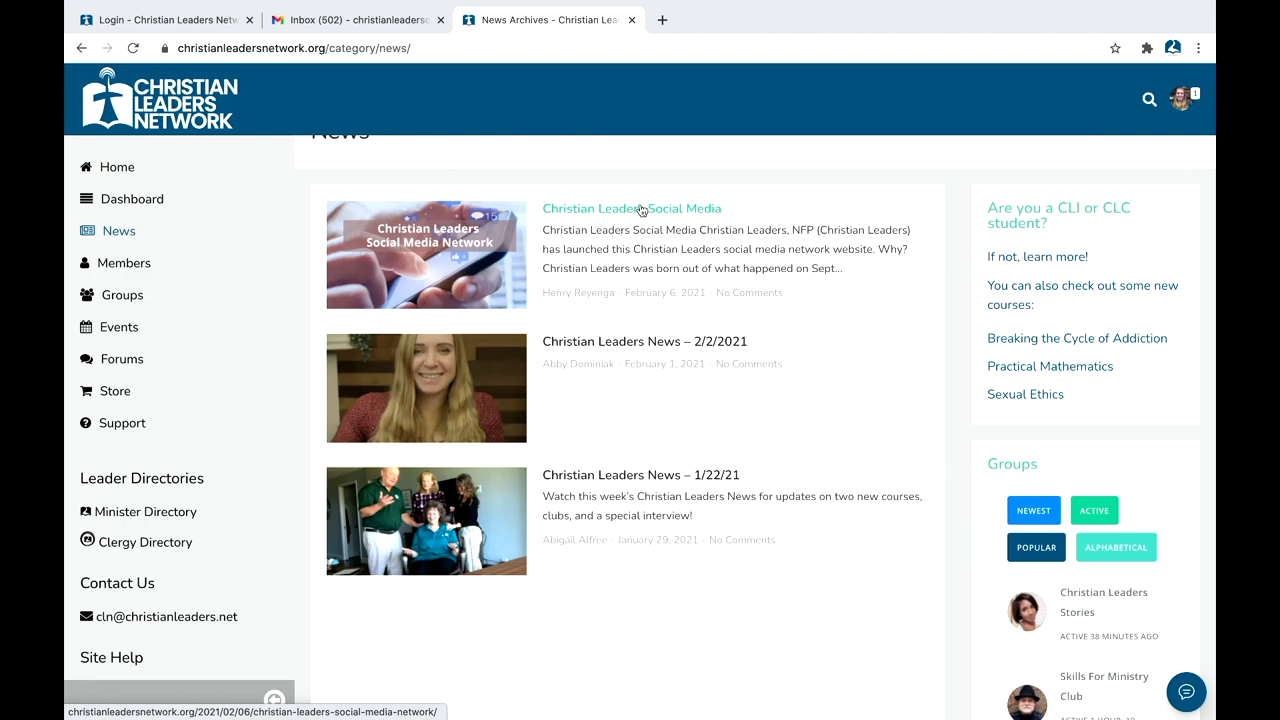 Login - Christian Leaders Netw
Inbox (502) - christianleadersc
News Archives - Christian Lea
christianleadersnetwork.org/category/news/
CHRISTIAN
LEADERS
NETWORK
1
News
Home
Dashboard
News
Members
Groups
Events
Forums
Store
Support
Leader Directories
Minister Directory
Clergy Directory
Contact Us
cln@christianleaders.net
Site Help
christianleadersnetwork.org/2021/02/06/christian-leaders-social-media-network/
Christian Leaders
Social Media Network
Christian Leaders Social Media
Christian Leaders Social Media Christian Leaders, NFP (Christian Leaders)
has launched this Christian Leaders social media network website. Why?
Christian Leaders was born out of what happened on Sept...
Henry Reyenga · February 6, 2021 · No Comments
Christian Leaders News – 2/2/2021
Abby Dominiak · February 1, 2021 · No Comments
Christian Leaders News – 1/22/21
Watch this week's Christian Leaders News for updates on two new courses,
clubs, and a special interview!
Abigail Alfree · January 29, 2021 · No Comments
Are you a CLI or CLC
student?
If not, learn more!
You can also check out some new
courses:
Breaking the Cycle of Addiction
Practical Mathematics
Sexual Ethics
Groups
NEWEST
ACTIVE
POPULAR
ALPHABETICAL
Christian Leaders
Stories
ACTIVE 38 MINUTES AGO
Skills For Ministry
Club